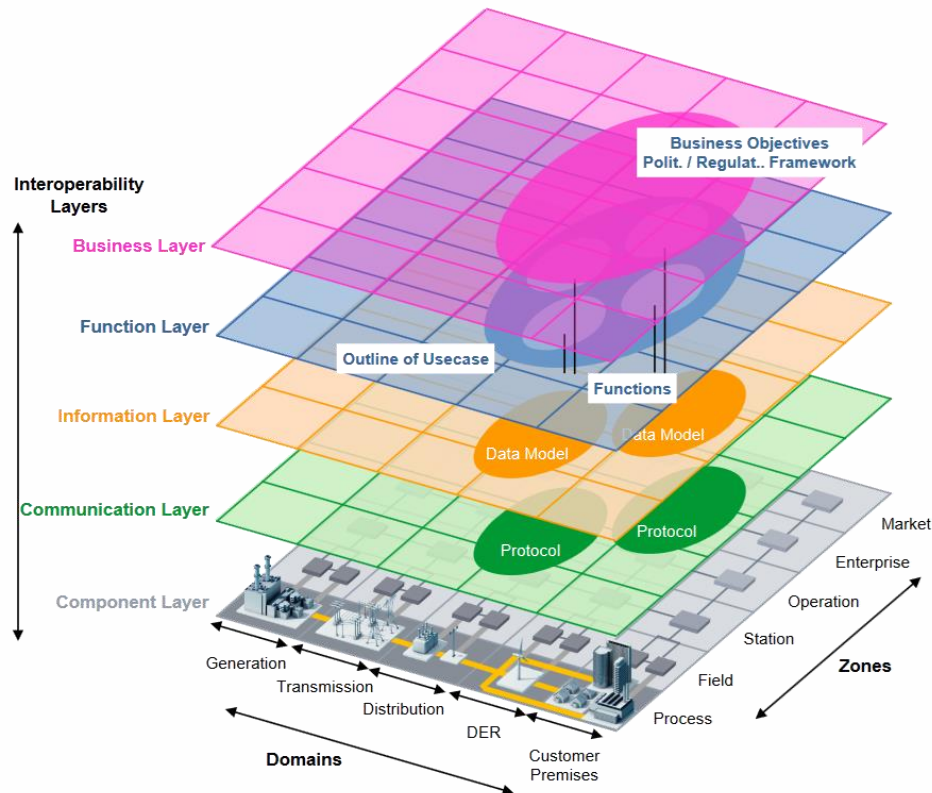 Business Objectives
Polit. / Regulat.. Framework
Interoperability
Layers
Business Layer
Function Layer
Outline of Usecase
Functions
Information Layer
Data Model
Data Model
Communication Layer
Protocol
Protocol
Component Layer
Market
Enterprise
Operation
Station
Field
Process
Zones
Generation
Transmission
Distribution
DER
Customer
Premises
Domains